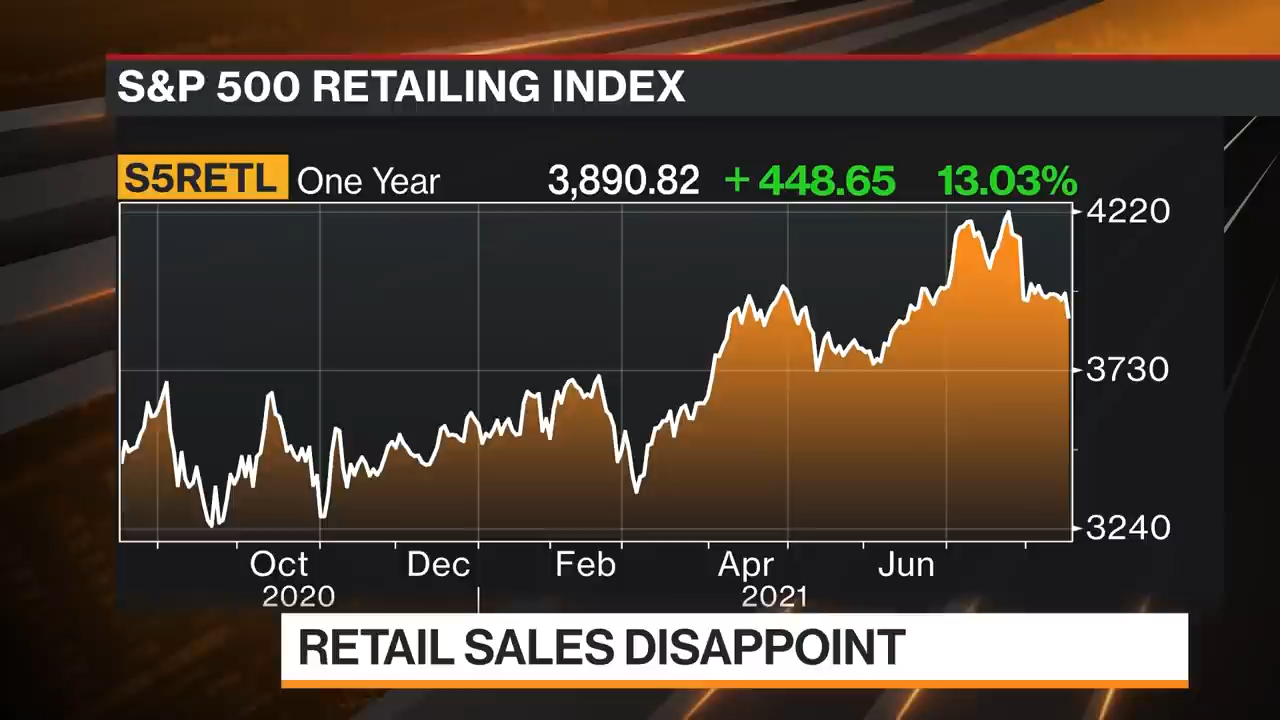 S&P 500 RETAILING INDEX
S5RETL One Year 3,890.82 + 448.65 13.03%
4220
3730
3240
Oct Dec Feb Apr Jun
2020 2021
RETAIL SALES DISAPPOINT